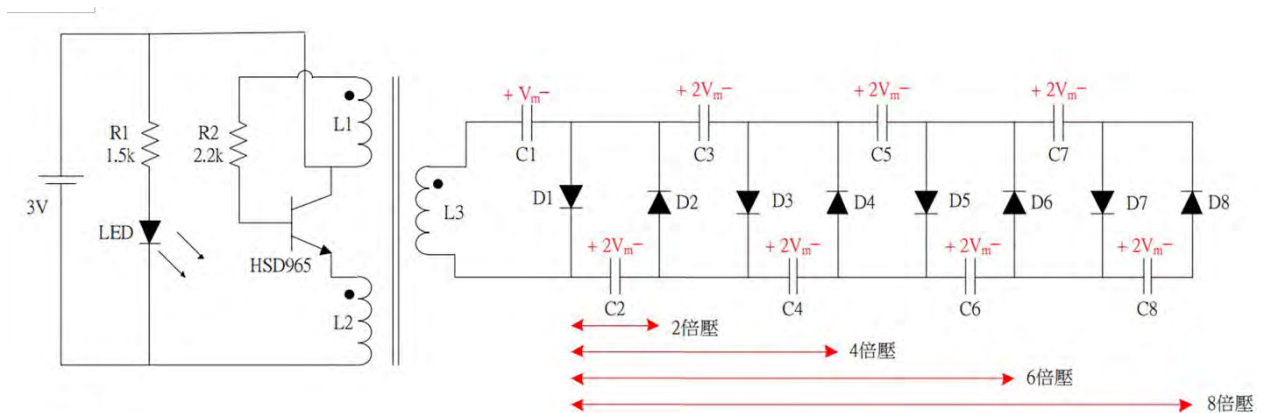 3V
R1
1.5k
LED
R2
2.2k
HSD965
L1
L2
L3
+ Vm−
C1
+ 2Vm−
C3
+ 2Vm−
C5
+ 2Vm−
C7
D1
D2
D3
D4
D5
D6
D7
D8
+ 2Vm−
C2
+ 2Vm−
C4
+ 2Vm−
C6
+ 2Vm−
C8
2倍壓
4倍壓
6倍壓
8倍壓